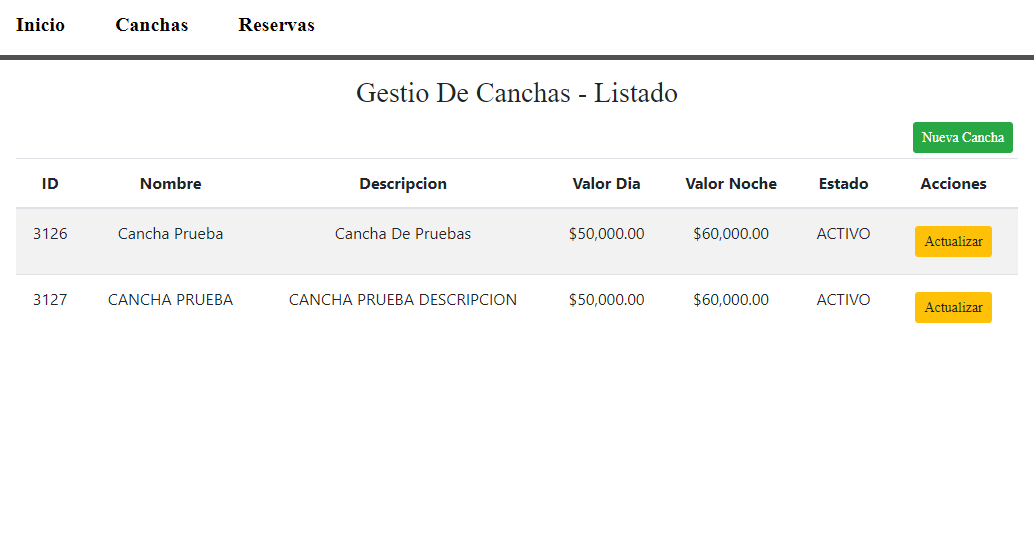 Inicio Canchas Reservas
Gestio De Canchas - Listado
Nueva Cancha
ID Nombre Descripcion Valor Dia Valor Noche Estado Acciones
3126 Cancha Prueba Cancha De Pruebas $50,000.00 $60,000.00 ACTIVO Actualizar
3127 CANCHA PRUEBA CANCHA PRUEBA DESCRIPCION $50,000.00 $60,000.00 ACTIVO Actualizar